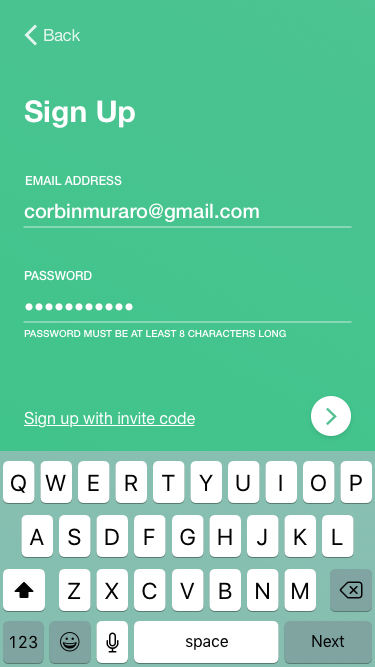 Back
Sign Up
EMAIL ADDRESS
corbinmuraro@gmail.com
PASSWORD
●●●●●●●●●●●
PASSWORD MUST BE AT LEAST 8 CHARACTERS LONG
Sign up with invite code
Q W E R T Y U I O P
A S D F G H J K L
Z X C V B N M
123 space Next